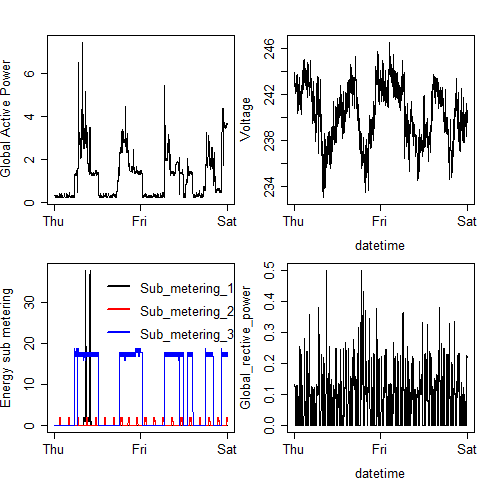 Global Active Power
0 2 4 6
Thu Fri Sat
Voltage
234 238 242 246
Thu Fri Sat
datetime
Energy sub metering
0 10 20 30
Thu Fri Sat
Sub_metering_1
Sub_metering_2
Sub_metering_3
Global_rective_power
0.0 0.1 0.2 0.3 0.4 0.5
Thu Fri Sat
datetime